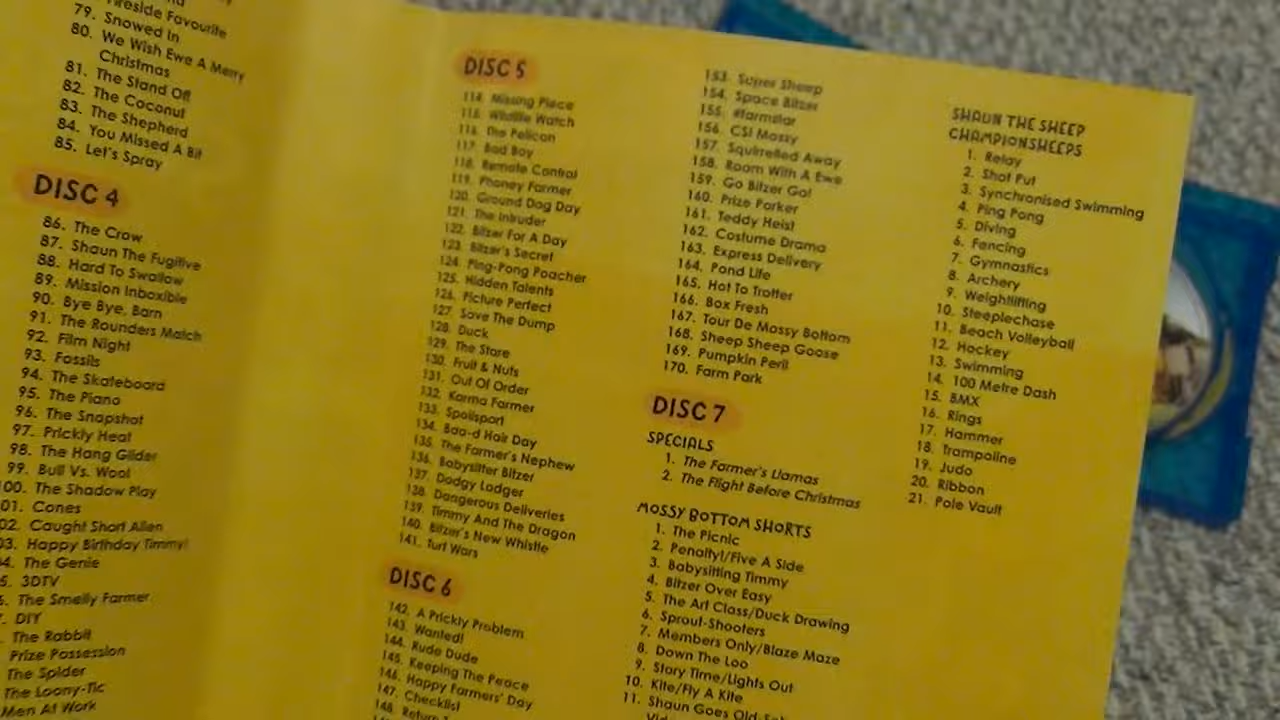 Fireside Favourite
79. Snowed In
80. We Wish Ewe A Merry
Christmas
81. The Stand Off
82. The Coconut
83. The Shepherd
84. You Missed A Bit
85. Let's Spray
DISC 4
86. The Crow
87. Shaun The Fugitive
88. Hard To Swallow
89. Mission Inboxible
90. Bye Bye, Barn
91. The Rounders Match
92. Film Night
93. Fossils
94. The Skateboard
95. The Piano
96. The Snapshot
97. Prickly Heat
98. The Hang Glider
99. Bull Vs. Wool
100. The Shadow Play
01. Cones
02. Caught Short Alien
03. Happy Birthday Timmy!
4. The Genie
5. 3DTV
The Smelly Farmer
DIY
The Rabbit
Prize Possession
The Spider
The Loony-Tic
Men At Work
DISC 5
114. Missing Piece
115. Wildlife Watch
116. The Pelican
117. Bad Boy
118. Remote Control
119. Phoney Farmer
120. Ground Dog Day
121. The Intruder
122. Bitzer For A Day
123. Bitzer's Secret
124. Ping-Pong Poacher
125. Hidden Talents
126. Picture Perfect
127. Save The Dump
128. Duck
129. The Stare
130. Fruit & Nuts
131. Out Of Order
132. Karma Farmer
133. Spoilsport
134. Baa-d Hair Day
135. The Farmer's Nephew
136. Babysitter Bitzer
137. Dodgy Lodger
138. Dangerous Deliveries
139. Timmy And The Dragon
140. Bitzer's New Whistle
141. Turf Wars
DISC 6
142. A Prickly Problem
143. Wanted!
144. Rude Dude
145. Keeping The Peace
146. Happy Farmers' Day
147. Checklist
148.
153. Super Sheep
154. Space Bitzer
155. #farmstar
156. CSI Mossy
157. Squirrelled Away
158. Room With A Ewe
159. Go Bitzer Go!
160. Prize Parker
161. Teddy Heist
162. Costume Drama
163. Express Delivery
164. Pond Life
165. Hot To Trotter
166. Box Fresh
167. Tour De Mossy Bottom
168. Sheep Sheep Goose
169. Pumpkin Peril
170. Farm Park
DISC 7
SPECIALS
1. The Farmer's Llamas
2. The Flight Before Christmas
MOSSY BOTTOM SHORTS
1. The Picnic
2. Penalty!/Five A Side
3. Babysitting Timmy
4. Bitzer Over Easy
5. The Art Class/Duck Drawing
6. Sprout-Shooters
7. Members Only/Blaze Maze
8. Down The Loo
9. Story Time/Lights Out
10. Kite/Fly A Kite
11. Shaun Goes
SHAUN THE SHEEP
CHAMPIONSHEEPS
1. Relay
2. Shot Put
3. Synchronised Swimming
4. Ping Pong
5. Diving
6. Fencing
7. Gymnastics
8. Archery
9. Weightlifting
10. Steeplechase
11. Beach Volleyball
12. Hockey
13. Swimming
14. 100 Metre Dash
15. BMX
16. Rings
17. Hammer
18. Trampoline
19. Judo
20. Ribbon
21. Pole Vault